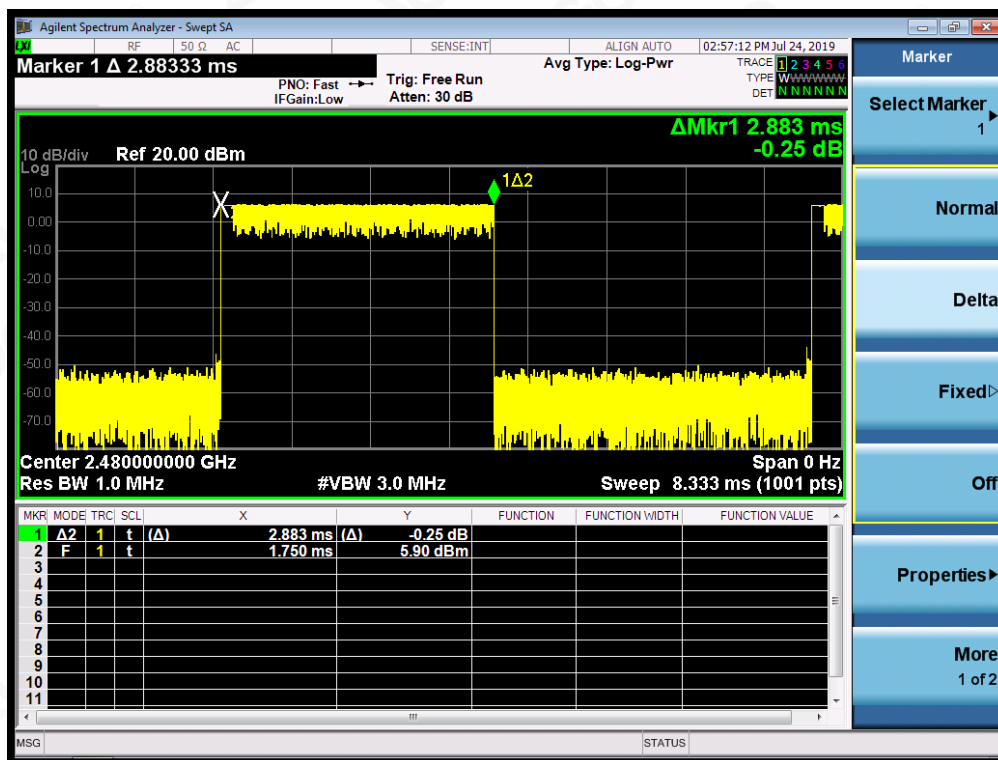 Agilent Spectrum Analyzer - Swept SA
LXI RF 50 Ω AC SENSE:INT ALIGN AUTO 02:57:12 PM Jul 24, 2019
Marker 1 Δ 2.88333 ms
PNO: Fast
IFGain:Low
Trig: Free Run
Atten: 30 dB
Avg Type: Log-Pwr
TRACE 1 2 3 4 5 6
TYPE WWWWWWW
DET N N N N N N
ΔMkr1 2.883 ms
-0.25 dB
10 dB/div Ref 20.00 dBm
Log
10.0
0.00
-10.0
-20.0
-30.0
-40.0
-50.0
-60.0
-70.0
1Δ2
Center 2.480000000 GHz Span 0 Hz
Res BW 1.0 MHz #VBW 3.0 MHz Sweep 8.333 ms (1001 pts)
MKR MODE TRC SCL X Y FUNCTION FUNCTION WIDTH FUNCTION VALUE
1 Δ2 1 t (Δ) 2.883 ms (Δ) -0.25 dB
2 F 1 t 1.750 ms 5.90 dBm
3
4
5
6
7
8
9
10
11
MSG STATUS
Marker
Select Marker
1
Normal
Delta
Fixed
Off
Properties
More
1 of 2